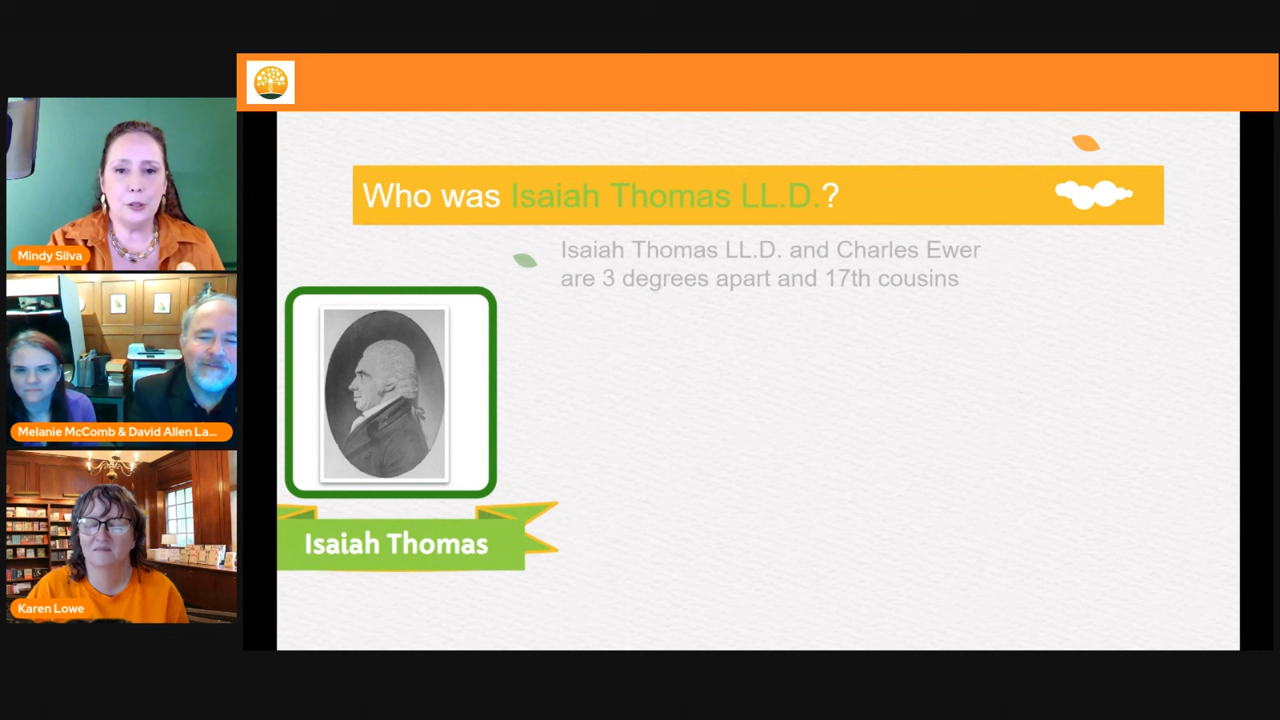 Who was Isaiah Thomas LL.D.?
Isaiah Thomas LL.D. and Charles Ewer
are 3 degrees apart and 17th cousins
Isaiah Thomas
Mindy Silva
Melanie McComb & David Allen La...
Karen Lowe